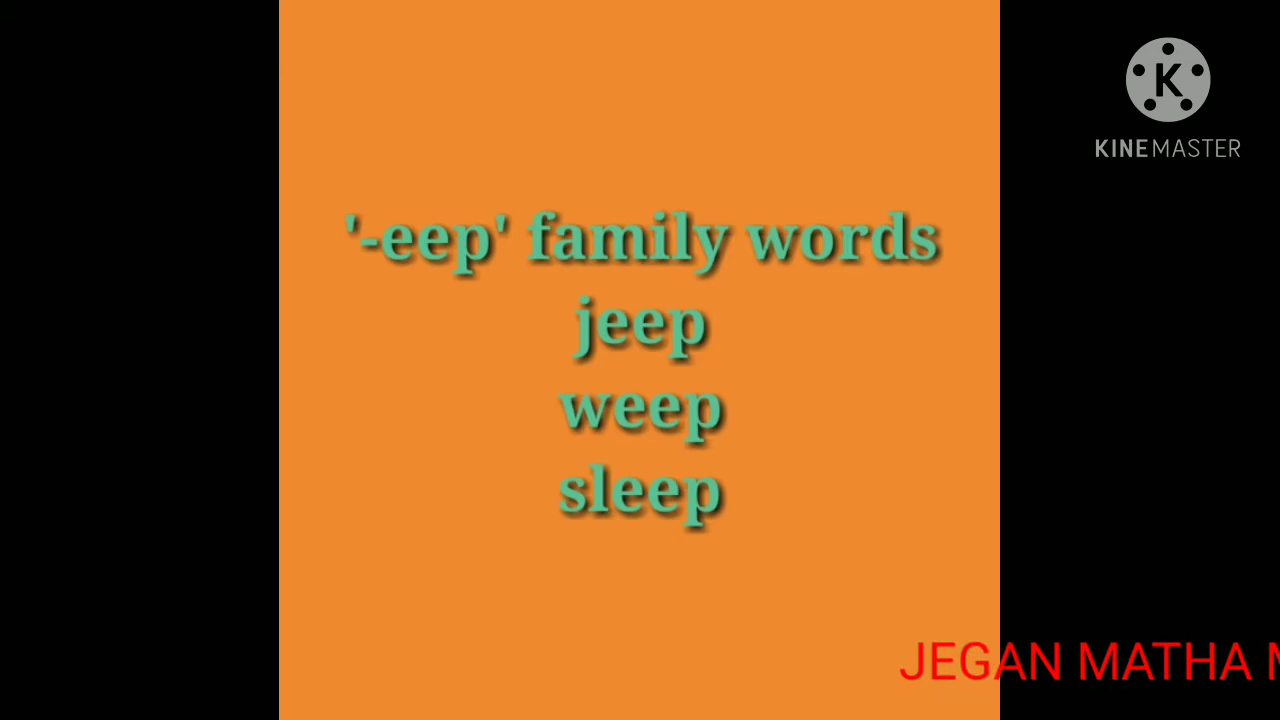 '-eep' family words
jeep
weep
sleep
K
KINEMASTER
JEGAN MATHA